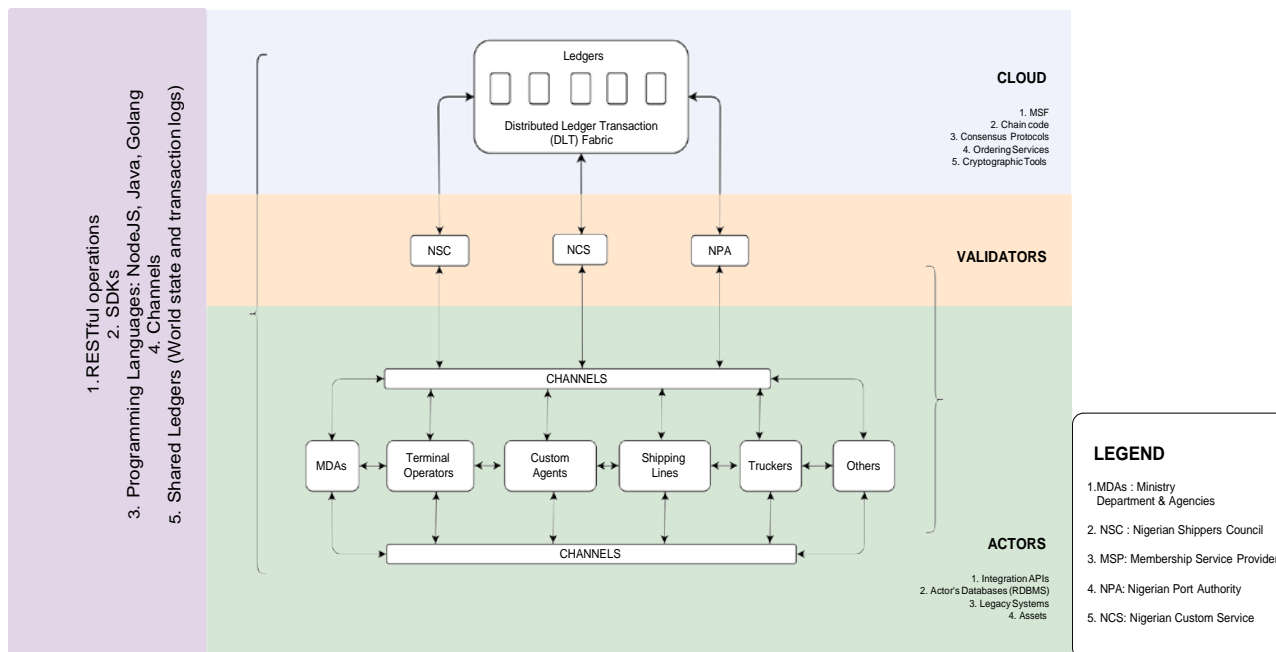 1.RESTful operations
2. SDKs
3. Programming Languages: NodeJS, Java, Golang
4. Channels
5. Shared Ledgers (World state and transaction logs)
Ledgers
Distributed Ledger Transaction
(DLT) Fabric
CLOUD
1. MSF
2. Chain code
3. Consensus Protocols
4. Ordering Services
5. Cryptographic Tools
NSC
NCS
NPA
VALIDATORS
CHANNELS
MDAs
Terminal
Operators
Custom
Agents
Shipping
Lines
Truckers
Others
CHANNELS
ACTORS
1. Integration APIs
2. Actor's Databases (RDBMS)
3. Legacy Systems
4. Assets
LEGEND
1.MDAs : Ministry
Department & Agencies
2. NSC : Nigerian Shippers Council
3. MSP: Membership Service Provider
4. NPA: Nigerian Port Authority
5. NCS: Nigerian Custom Service